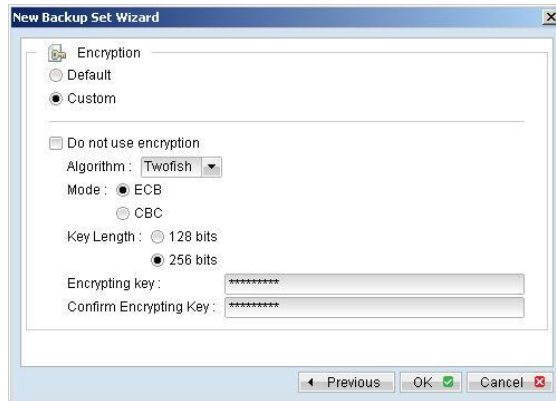 New Backup Set Wizard
Encryption
Default
Custom
Do not use encryption
Algorithm : Twofish
Mode : ECB
CBC
Key Length : 128 bits
256 bits
Encrypting key : *********
Confirm Encrypting Key : *********
Previous OK Cancel